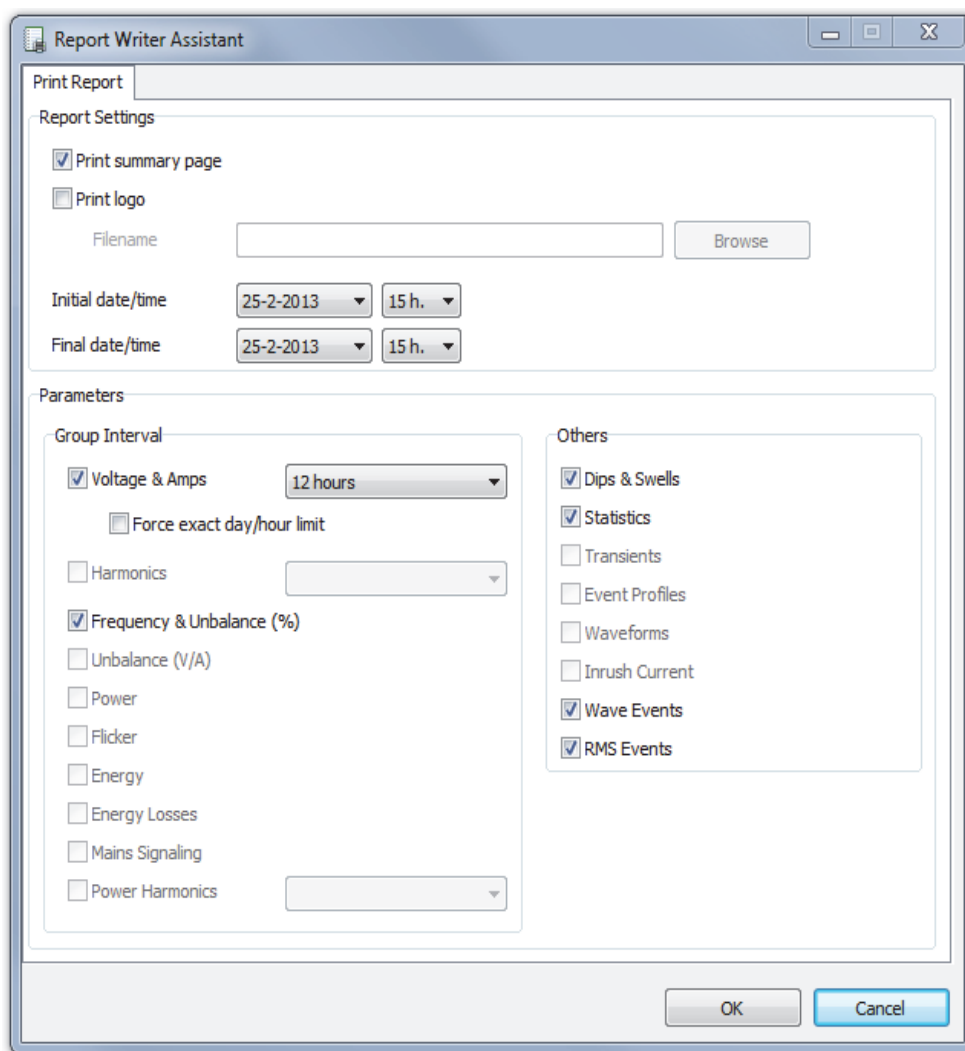 Report Writer Assistant
Print Report
Report Settings
Print summary page
Print logo
Filename Browse
Initial date/time 25-2-2013 15 h.
Final date/time 25-2-2013 15 h.
Parameters
Group Interval
Voltage & Amps 12 hours
Force exact day/hour limit
Harmonics
Frequency & Unbalance (%)
Unbalance (V/A)
Power
Flicker
Energy
Energy Losses
Mains Signaling
Power Harmonics
Others
Dips & Swells
Statistics
Transients
Event Profiles
Waveforms
Inrush Current
Wave Events
RMS Events
OK Cancel